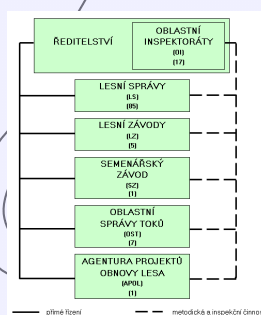 ŘEDITELSTVÍ
OBLASTNÍ
INSPEKTORÁTY
(OI)
(17)
LESNÍ SPRÁVY
(LS)
(85)
LESNÍ ZÁVODY
(LZ)
(5)
SEMENÁŘSKÝ
ZÁVOD
(SZ)
(1)
OBLASTNÍ
SPRÁVY TOKŮ
(OST)
(7)
AGENTURA PROJEKTŮ
OBNOVY LESA
(APOL)
(1)
přímé řízení
metodická a inspekční činnost